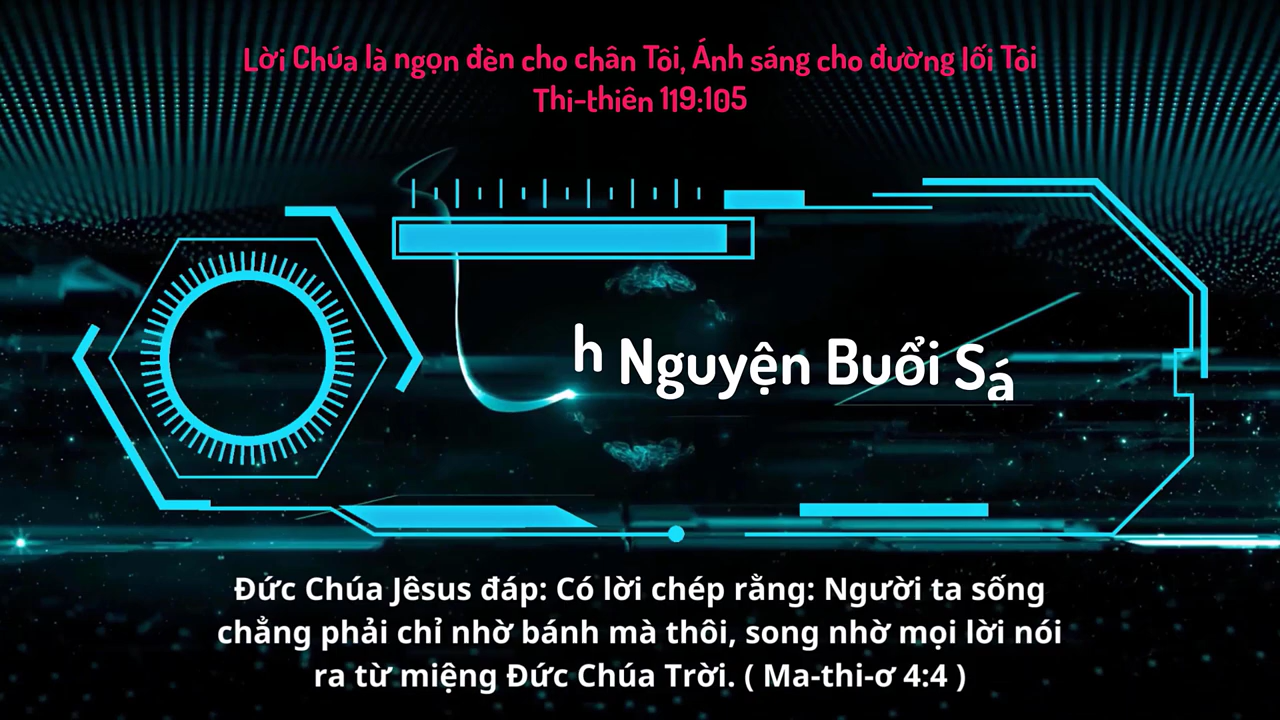 Lời Chúa là ngọn đèn cho chân Tôi, Ánh sáng cho đường lối Tôi
Thi-thiên 119:105
h Nguyện Buổi Sá
Đức Chúa Jêsus đáp: Có lời chép rằng: Người ta sống
chẳng phải chỉ nhờ bánh mà thôi, song nhờ mọi lời nói
ra từ miệng Đức Chúa Trời. ( Ma-thi-ơ 4:4 )